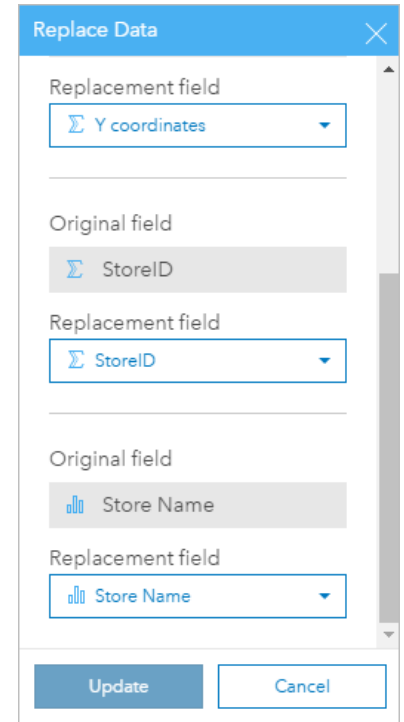 Replace Data
Replacement field
Y coordinates
Original field
StoreID
Replacement field
StoreID
Original field
Store Name
Replacement field
Store Name
Update Cancel